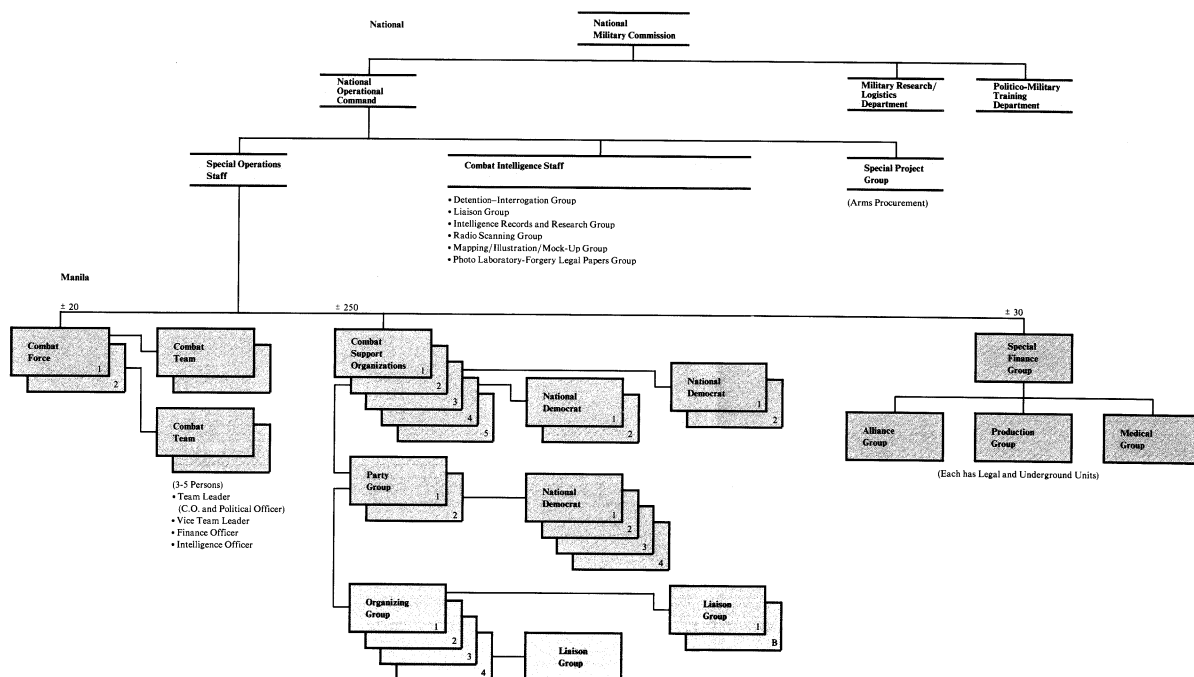 National
National
Military Commission
National
Operational
Command
Military Research/
Logistics
Department
Politico-Military
Training
Department
Special Operations
Staff
Combat Intelligence Staff
Special Project
Group
• Detention–Interrogation Group
• Liaison Group
• Intelligence Records and Research Group
• Radio Scanning Group
• Mapping/Illustration/Mock-Up Group
• Photo Laboratory-Forgery Legal Papers Group
(Arms Procurement)
Manila
± 20
± 250
± 30
Combat
Force
1
2
Combat
Team
Combat
Team
(3-5 Persons)
• Team Leader
(C.O. and Political Officer)
• Vice Team Leader
• Finance Officer
• Intelligence Officer
Combat
Support
Organizations
1
2
3
4
5
National
Democrat
1
2
National
Democrat
1
2
Party
Group
1
2
National
Democrat
1
2
3
4
Organizing
Group
1
2
3
4
Liaison
Group
1
B
Liaison
Group
Special
Finance
Group
Alliance
Group
Production
Group
Medical
Group
(Each has Legal and Underground Units)